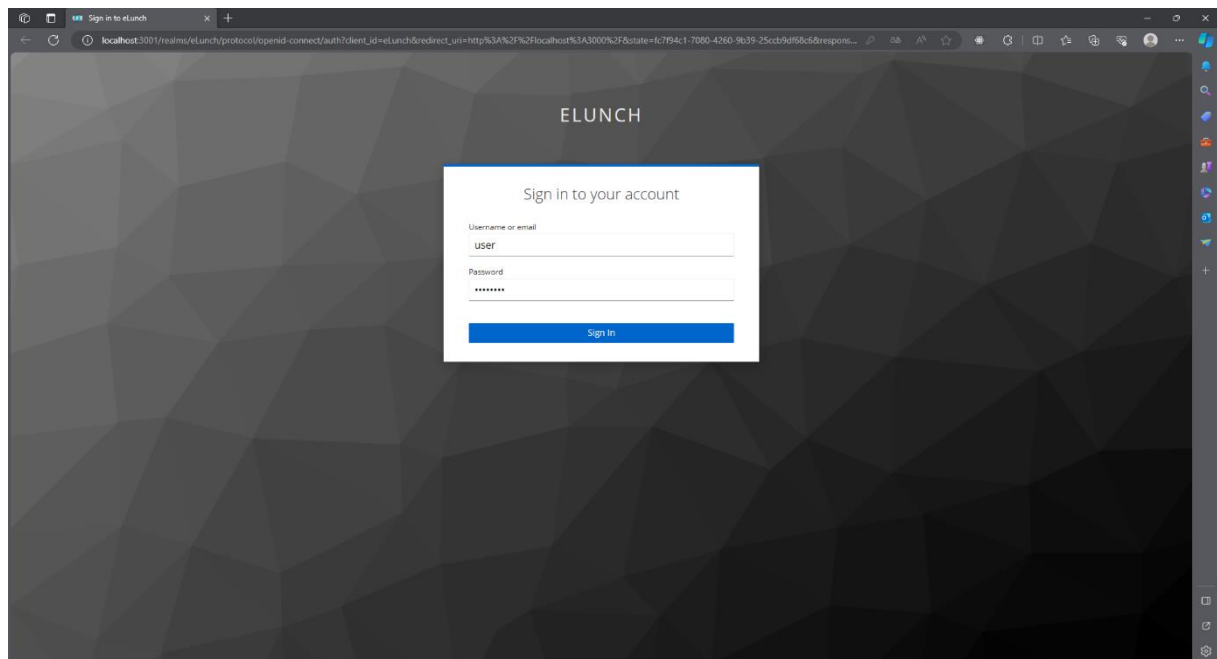 Sign in to eLunch
localhost:3001/realms/eLunch/protocol/openid-connect/auth?client_id=eLunch&redirect_uri=http%3A%2F%2Flocalhost%3A3000%2F&state=fc7f94c1-7080-4260-9b39-25ccb9df68c6&respons...
ELUNCH
Sign in to your account
Username or email
user
Password
••••••••
Sign In